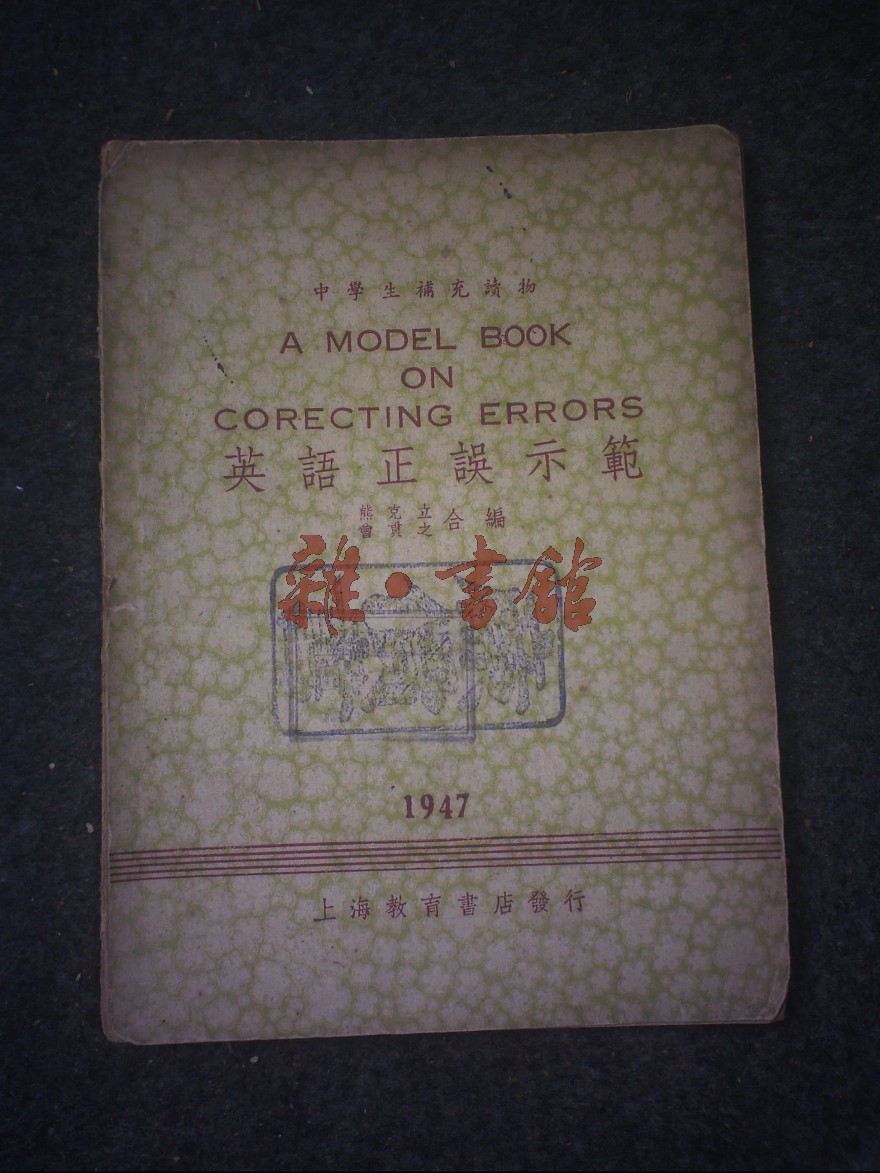 中學生補充讀物
A MODEL BOOK
ON
CORECTING ERRORS
英語正誤示範
熊克立
會貫之
合編
雜·書館
1947
上海教育書店發行